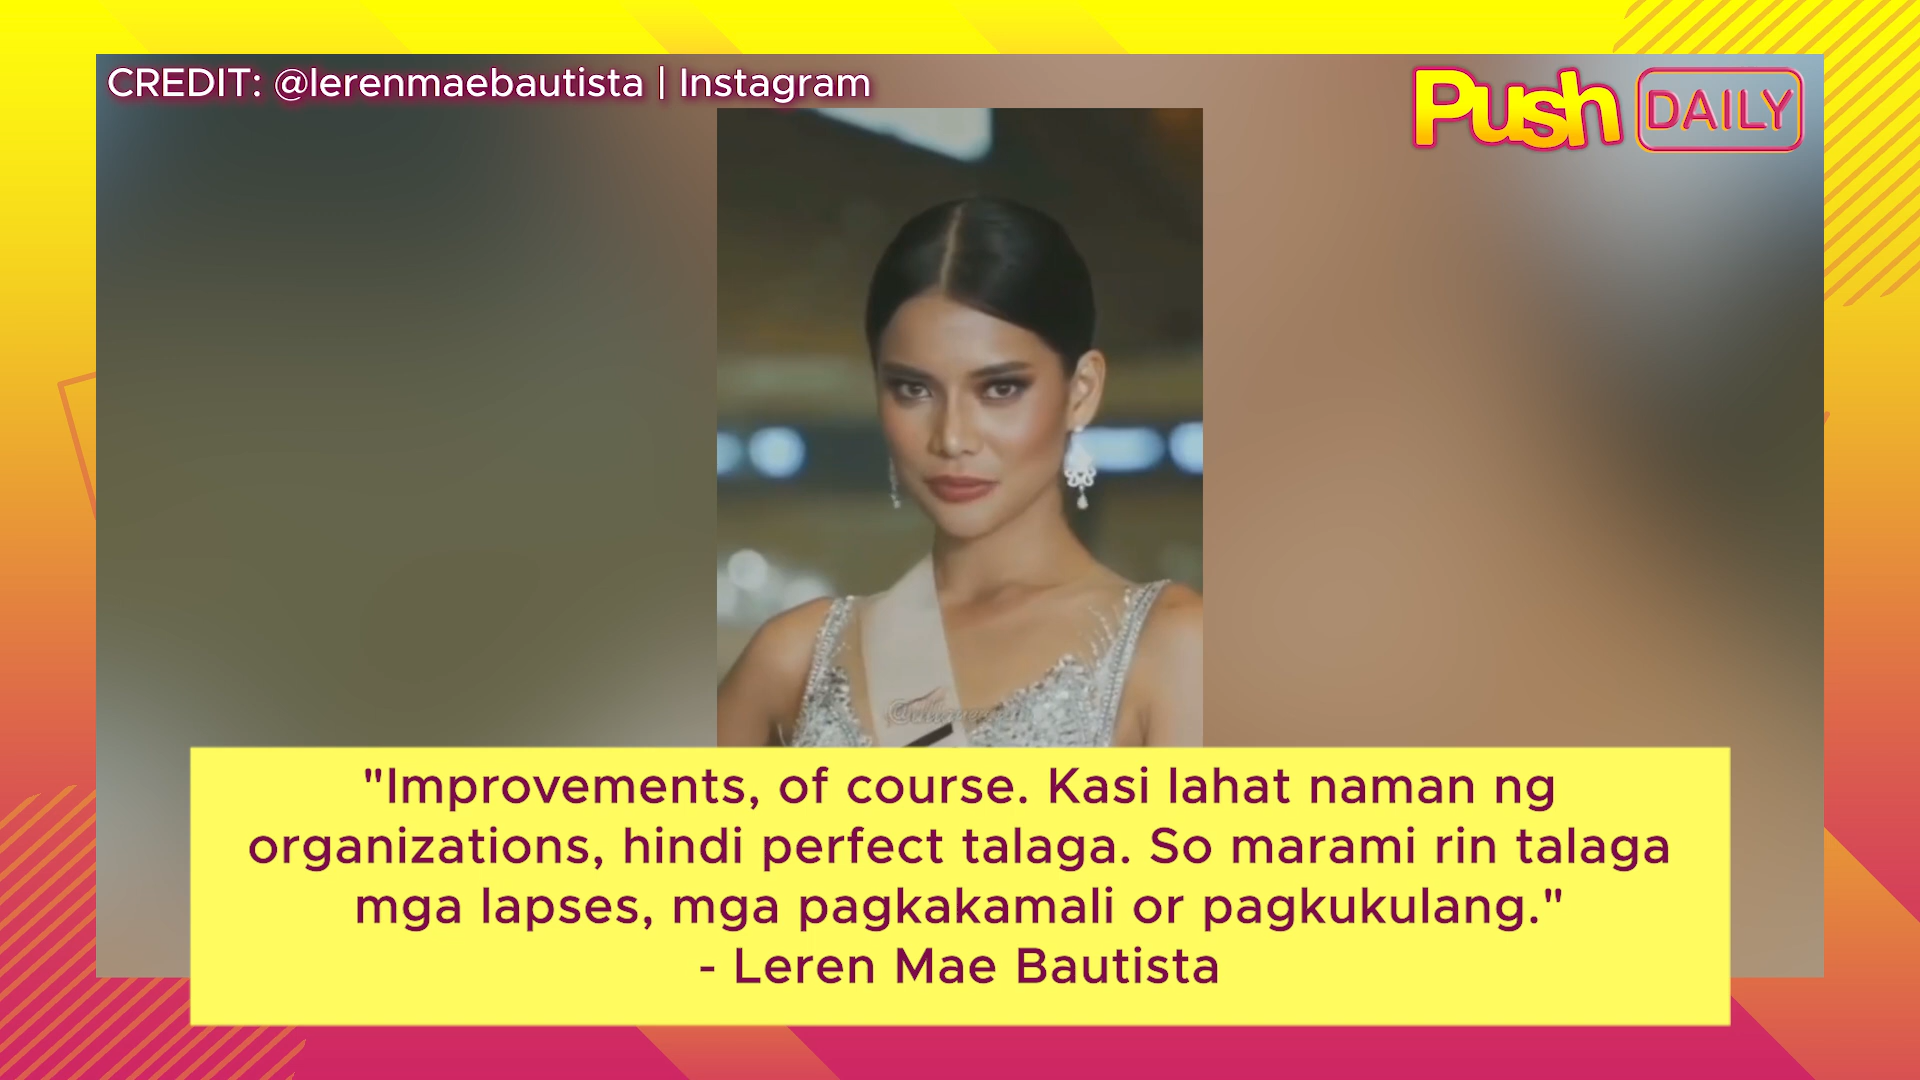 CREDIT: @lerenmaebautista | Instagram
Push DAILY
"Improvements, of course. Kasi lahat naman ng
organizations, hindi perfect talaga. So marami rin talaga
mga lapses, mga pagkakamali or pagkukulang."
- Leren Mae Bautista